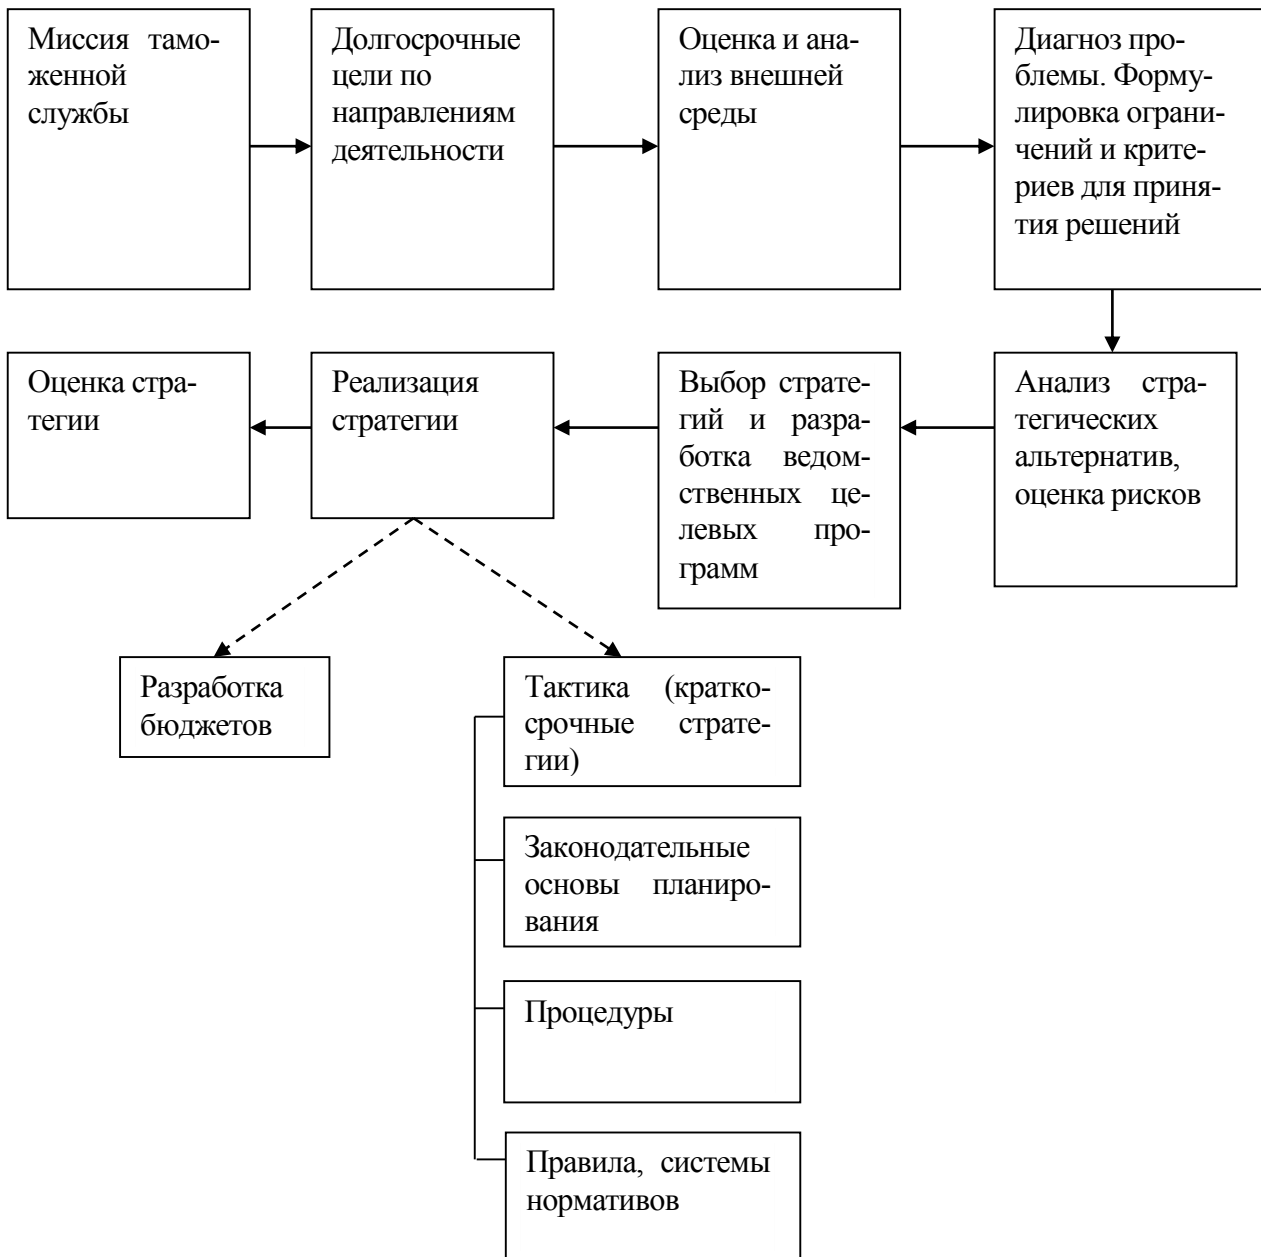 Миссия тамо-
женной
службы
Долгосрочные
цели по
направлениям
деятельности
Оценка и ана-
лиз внешней
среды
Диагноз про-
блемы. Форму-
лировка ограни-
чений и крите-
риев для приня-
тия решений
Оценка стра-
тегии
Реализация
стратегии
Выбор страте-
гий и разра-
ботка ведом-
ственных це-
левых про-
грамм
Анализ стра-
тегических
альтернатив,
оценка рисков
Разработка
бюджетов
Тактика (кратко-
срочные страте-
гии)
Законодательные
основы планиро-
вания
Процедуры
Правила, системы
нормативов